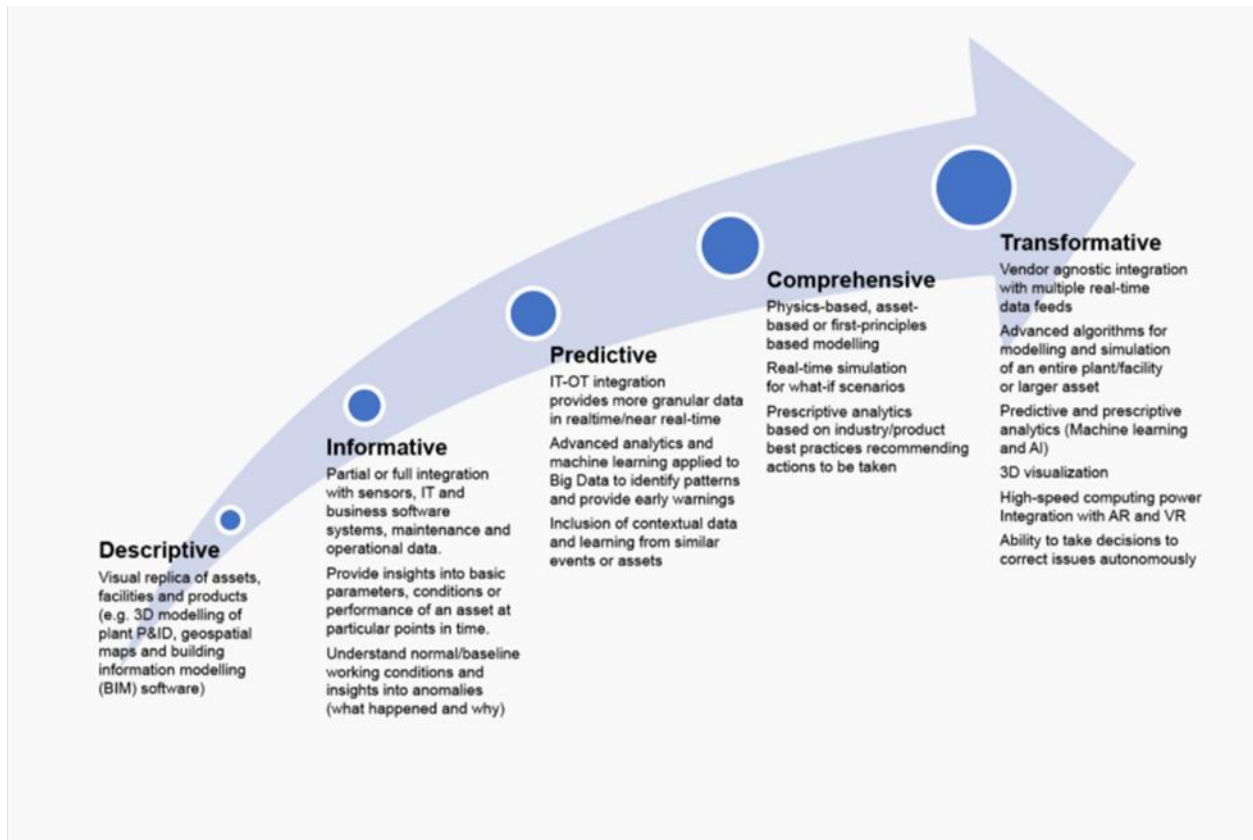 Descriptive
Visual replica of assets,
facilities and products
(e.g. 3D modelling of
plant P&ID, geospatial
maps and building
information modelling
(BIM) software)
Informative
Partial or full integration
with sensors, IT and
business software
systems, maintenance and
operational data.
Provide insights into basic
parameters, conditions or
performance of an asset at
particular points in time.
Understand normal/baseline
working conditions and
insights into anomalies
(what happened and why)
Predictive
IT-OT integration
provides more granular data
in realtime/near real-time
Advanced analytics and
machine learning applied to
Big Data to identify patterns
and provide early warnings
Inclusion of contextual data
and learning from similar
events or assets
Comprehensive
Physics-based, asset-
based or first-principles
based modelling
Real-time simulation
for what-if scenarios
Prescriptive analytics
based on industry/product
best practices recommending
actions to be taken
Transformative
Vendor agnostic integration
with multiple real-time
data feeds
Advanced algorithms for
modelling and simulation
of an entire plant/facility
or larger asset
Predictive and prescriptive
analytics (Machine learning
and AI)
3D visualization
High-speed computing power
Integration with AR and VR
Ability to take decisions to
correct issues autonomously